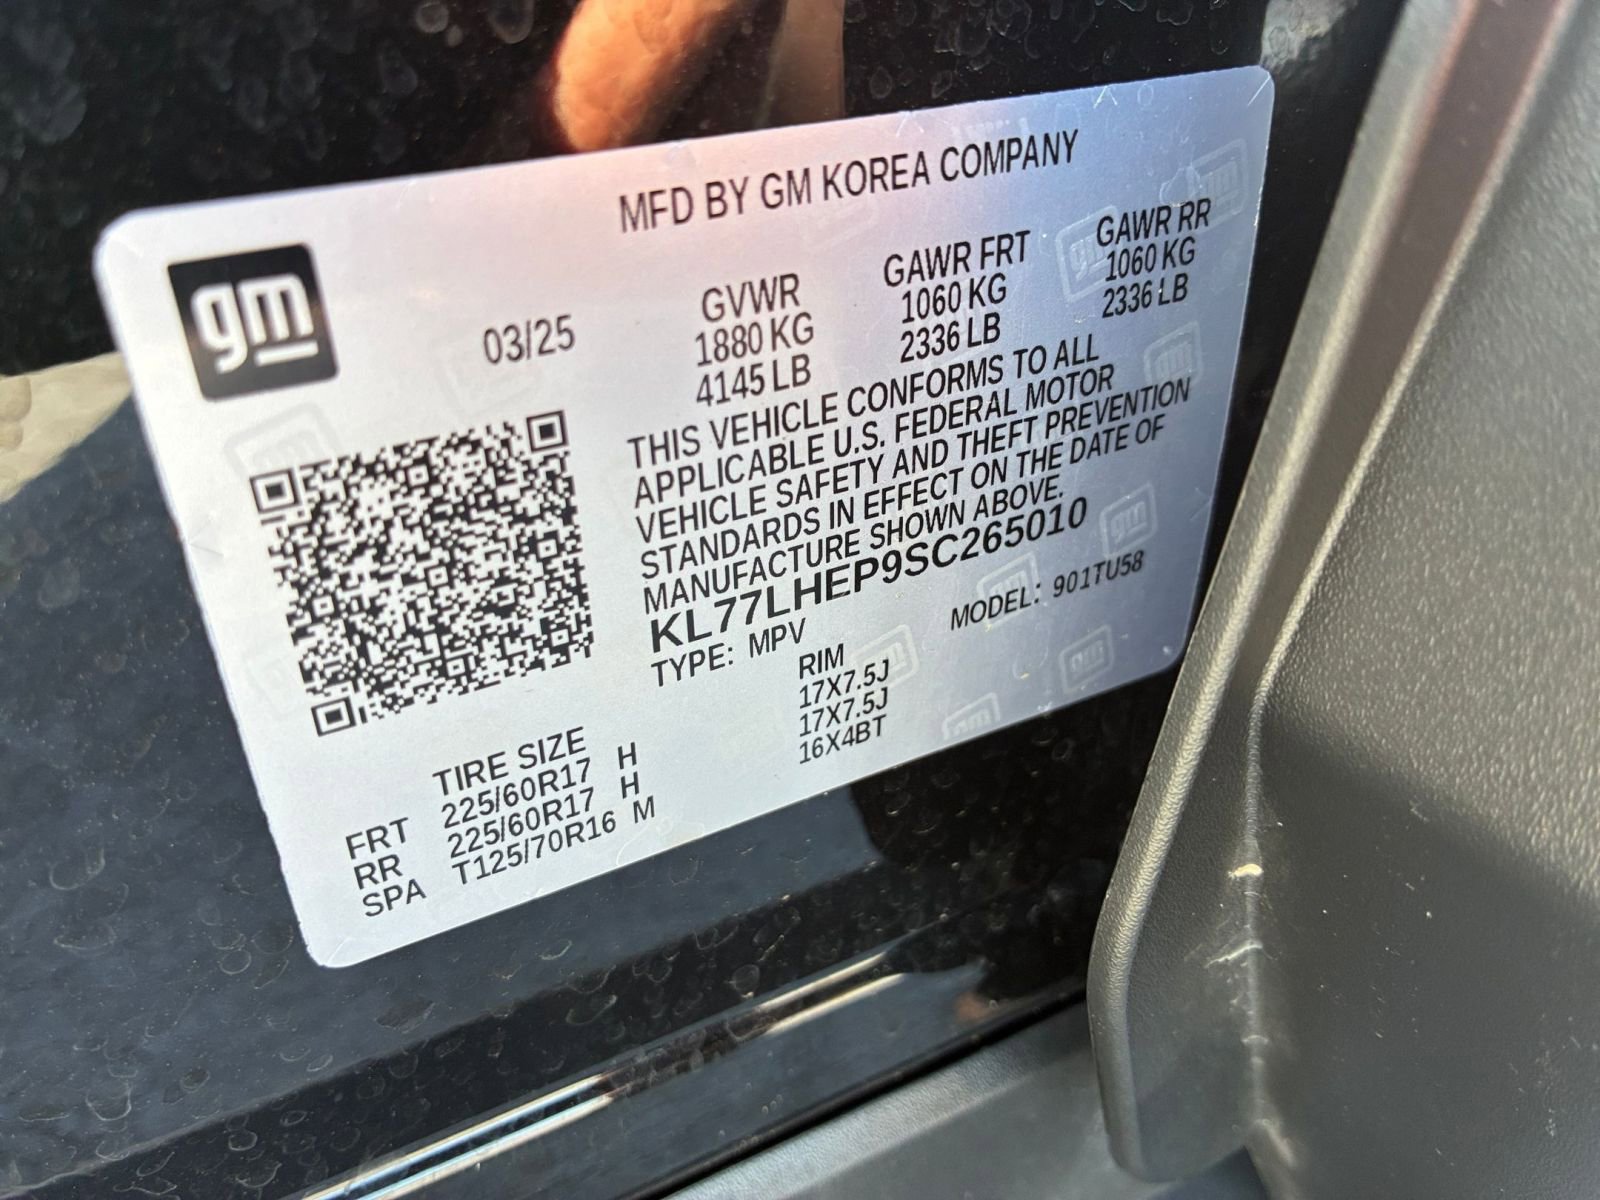 MFD BY GM KOREA COMPANY
gm
03/25
GVWR
1880 KG
4145 LB
GAWR FRT
1060 KG
2336 LB
GAWR RR
1060 KG
2336 LB
THIS VEHICLE CONFORMS TO ALL
APPLICABLE U.S. FEDERAL MOTOR
VEHICLE SAFETY AND THEFT PREVENTION
STANDARDS IN EFFECT ON THE DATE OF
MANUFACTURE SHOWN ABOVE.
KL77LHEP9SC265010
TYPE: MPV
MODEL: 901TU58
TIRE SIZE
RIM
FRT 225/60R17 H 17X7.5J
RR 225/60R17 H 17X7.5J
SPA T125/70R16 M 16X4BT